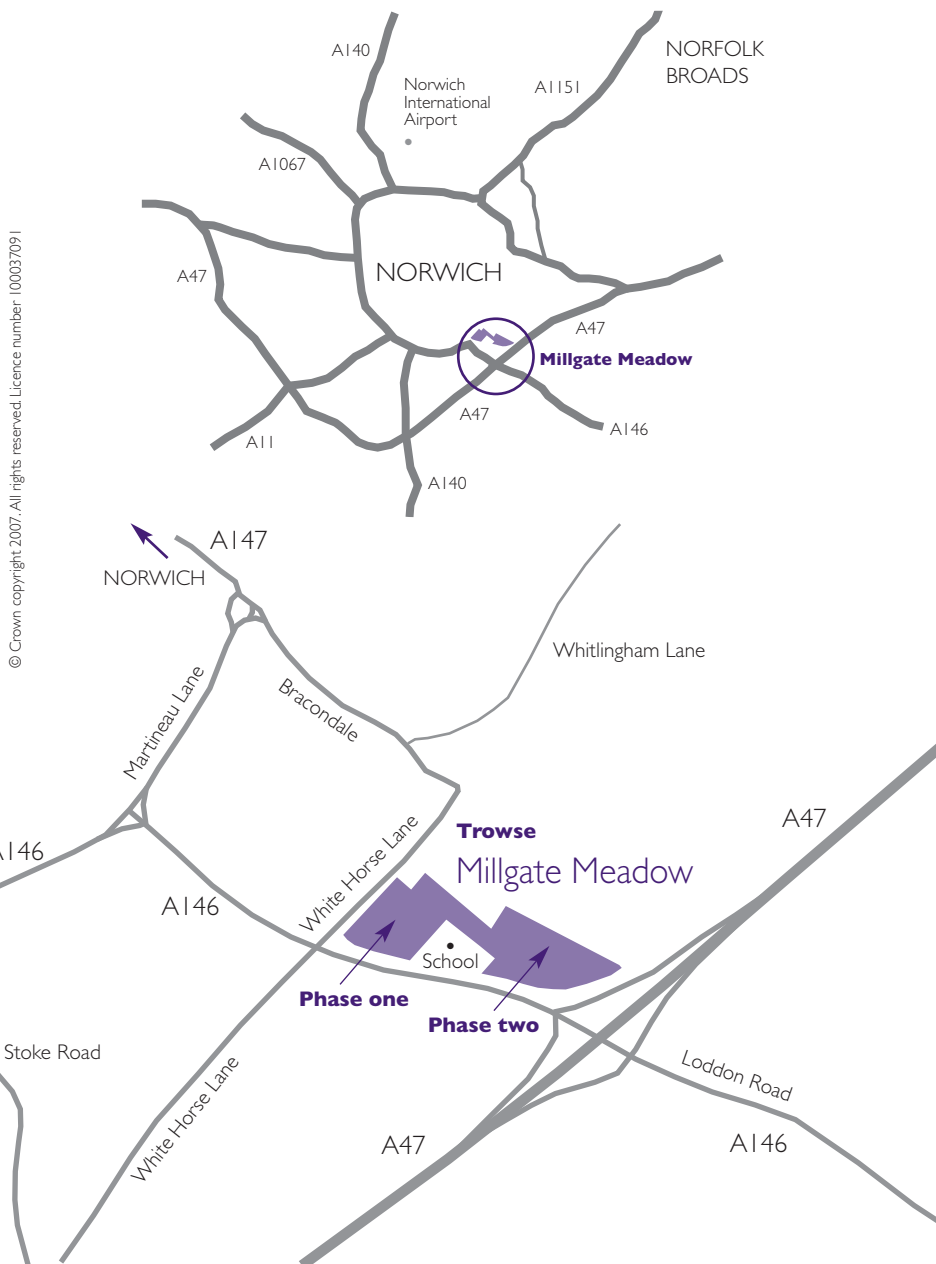 A140
NORFOLK
BROADS
Norwich
International
Airport
A1151
A1067
A47
NORWICH
A47
Millgate Meadow
A47
A146
A11
A140
© Crown copyright 2007. All rights reserved. Licence number 100037091
A147
NORWICH
Whitlingham Lane
Martineau Lane
Bracondale
A47
Trowse
White Horse Lane
Millgate Meadow
A146
A146
School
Phase one
Phase two
Stoke Road
Loddon Road
White Horse Lane
A47
A146